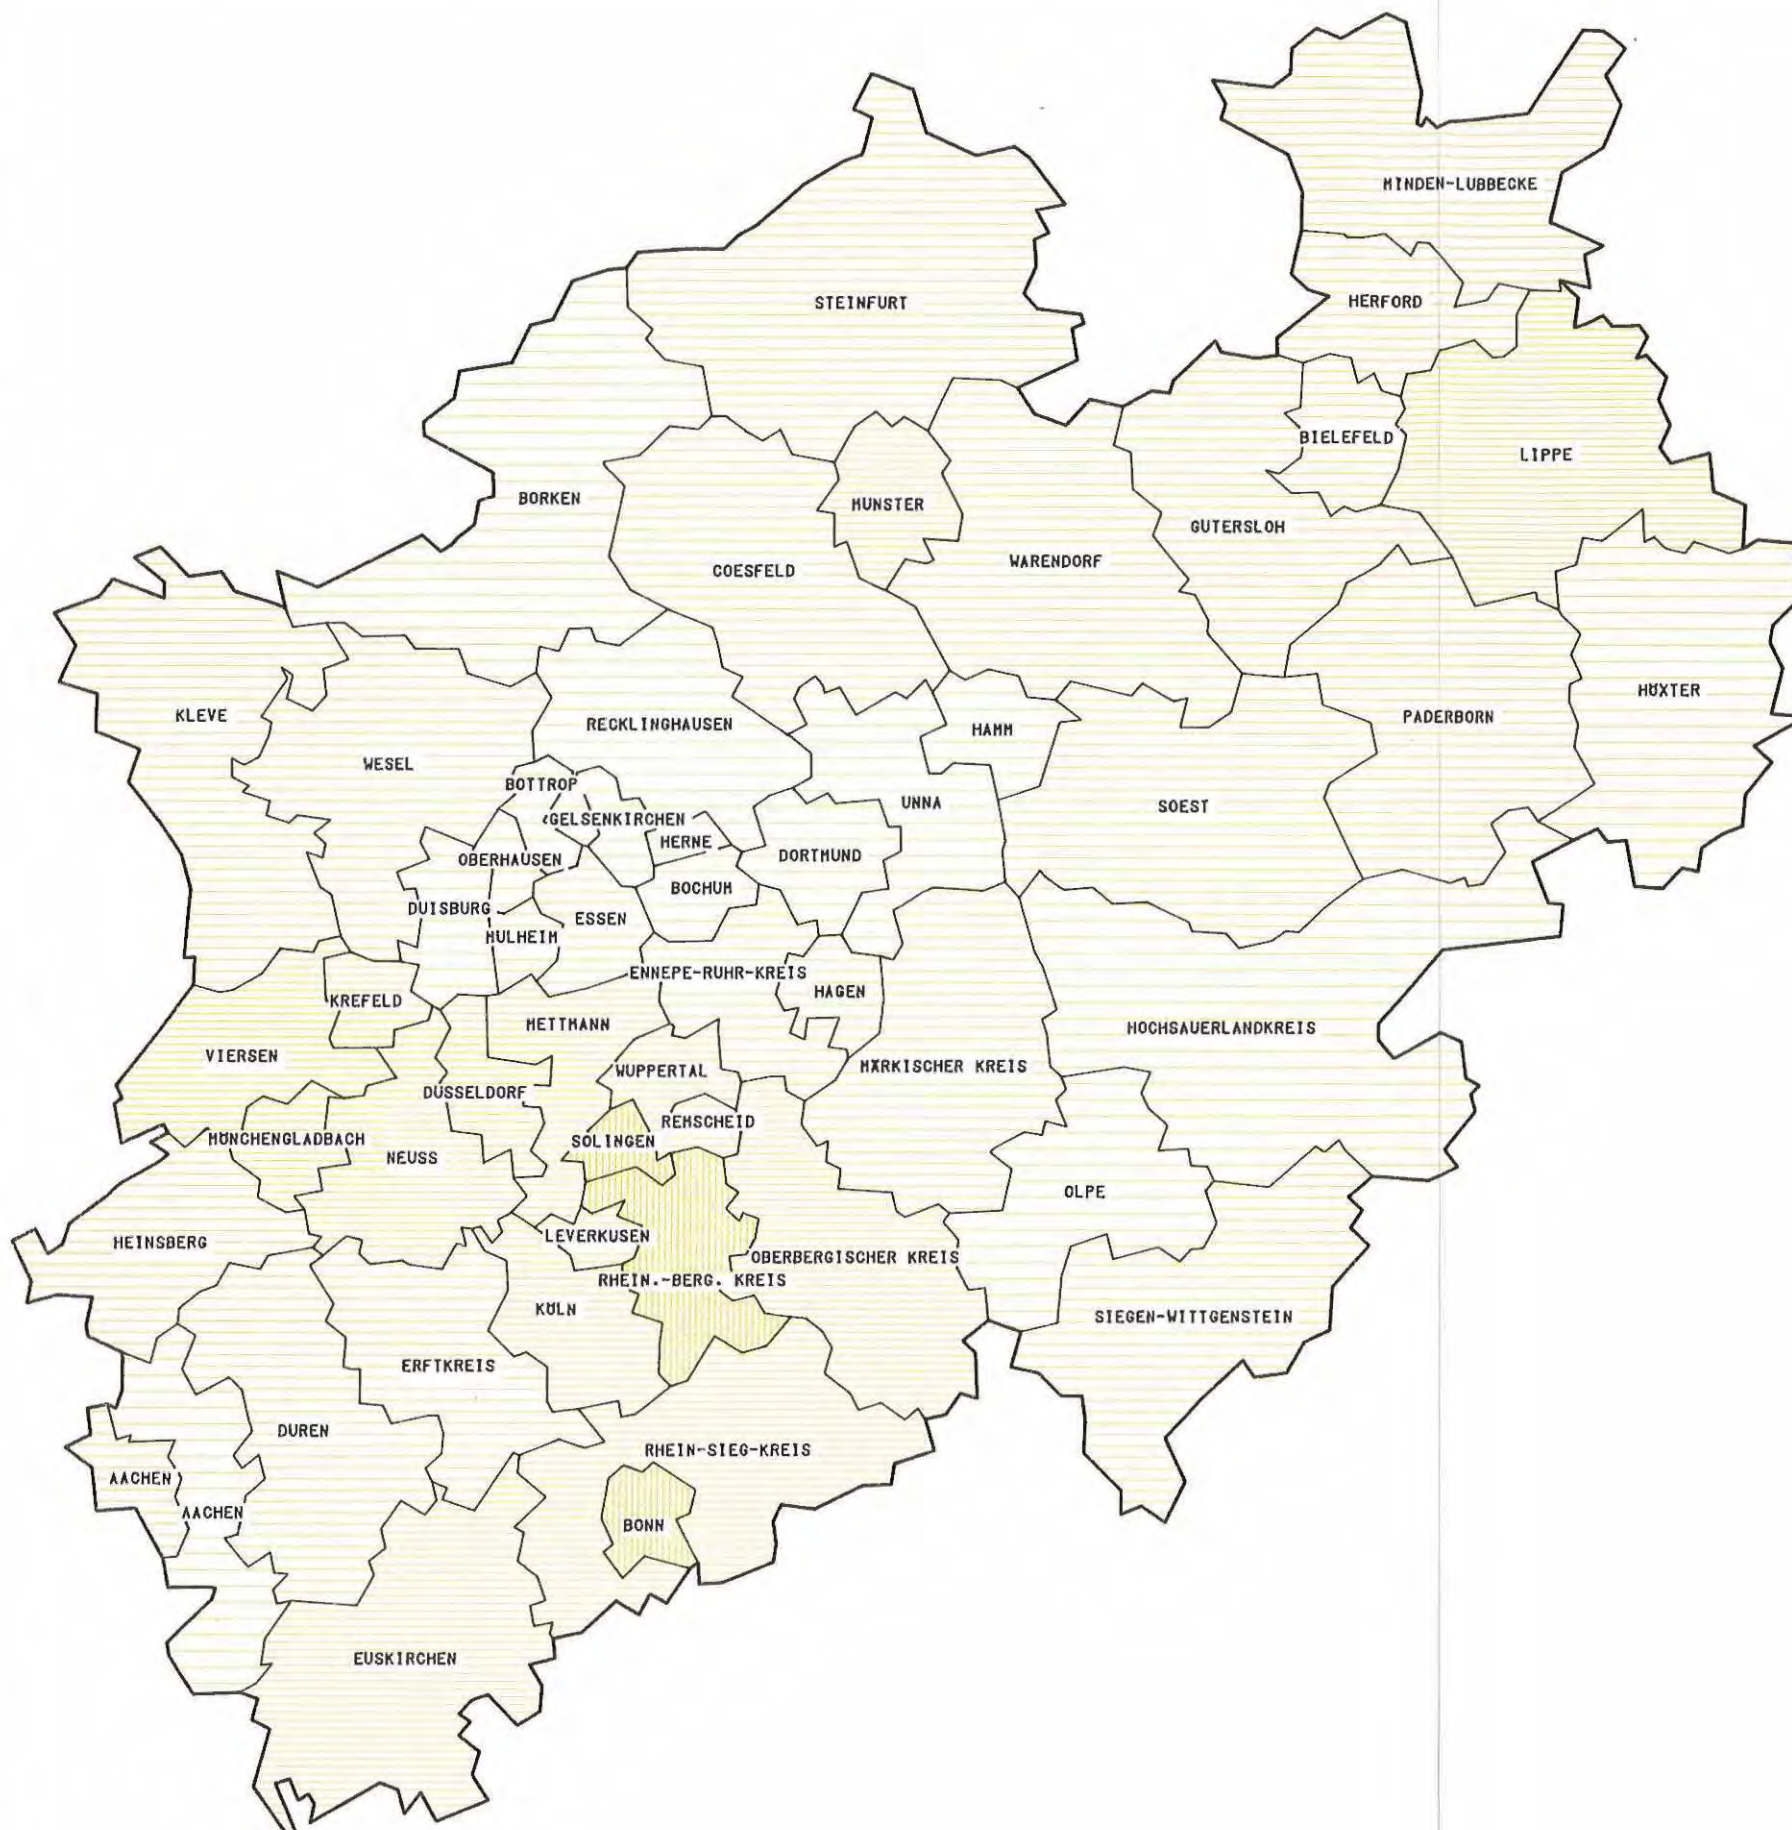 MINDEN-LUBBECKE
STEINFURT
HERFORD
BIELEFELD
LIPPE
BORKEN
MUNSTER
GUTERSLOH
COESFELD
WARENDORF
HÖXTER
KLEVE
RECKLINGHAUSEN
HAMM
PADERBORN
WESEL
BOTTROP
UNNA
SOEST
GELSENKIRCHEN
HERNE
OBERHAUSEN
DORTMUND
BOCHUM
DUISBURG
ESSEN
MULHEIM
ENNEPE-RUHR-KREIS
KREFELD
HAGEN
METTMANN
HOCHSAUERLANDKREIS
VIERSEN
WUPPERTAL
MÄRKISCHER KREIS
DUSSELDORF
REMSCHEID
MÖNCHENGLADBACH
SOLINGEN
NEUSS
OLPE
HEINSBERG
LEVERKUSEN
OBERBERGISCHER KREIS
RHEIN.-BERG. KREIS
KÖLN
SIEGEN-WITTGENSTEIN
ERFTKREIS
DUREN
RHEIN-SIEG-KREIS
AACHEN
AACHEN
BONN
EUSKIRCHEN